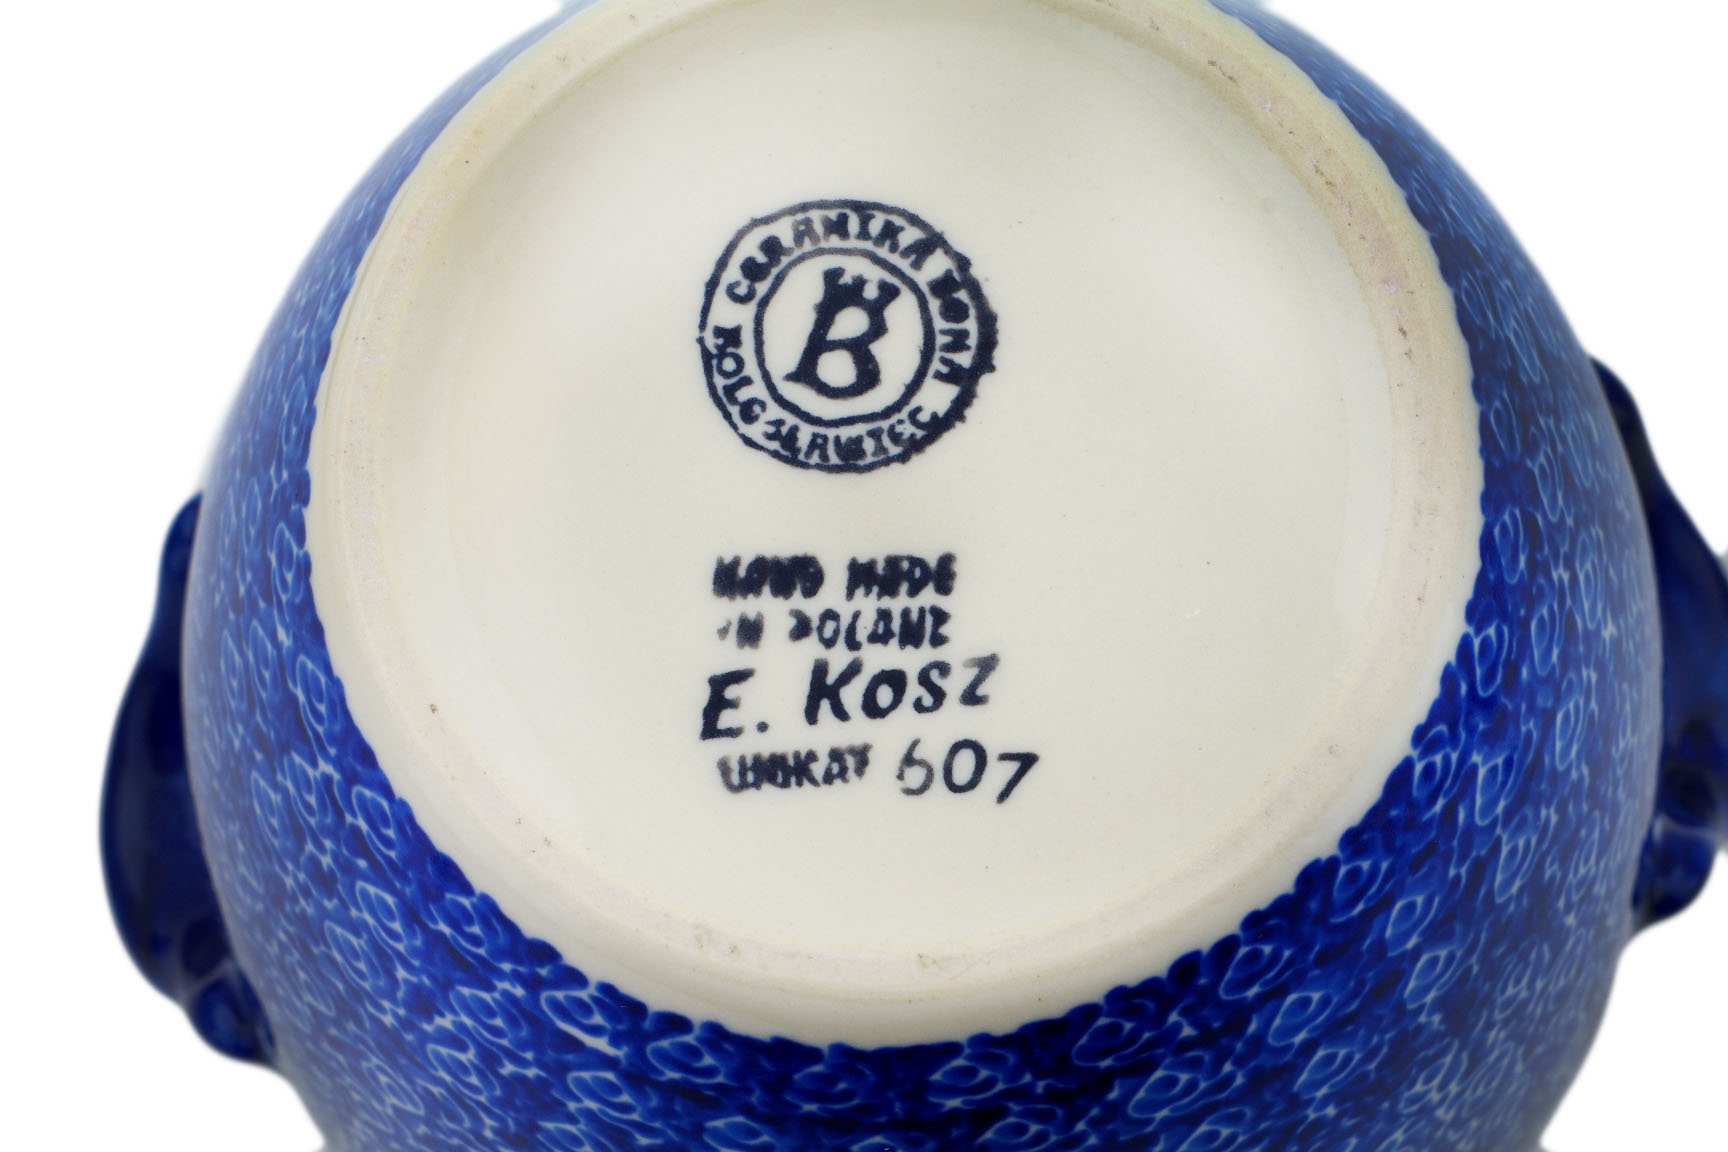 CERAMIKA BONA
BOLESŁAWIEC
B
HAND MADE
IN POLAND
E. KOSZ
UNIKAT 607